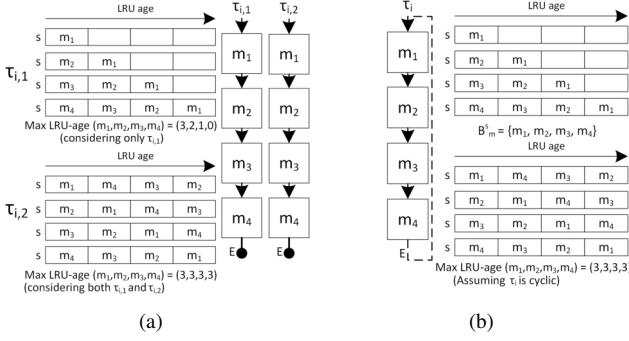 LRU age
τi,1
s m1
s m2 m1
s m3 m2 m1
s m4 m3 m2 m1
Max LRU-age (m1,m2,m3,m4) = (3,2,1,0)
(considering only τi,1)
LRU age
τi,2
s m1 m4 m3 m2
s m2 m1 m4 m3
s m3 m2 m1 m4
s m4 m3 m2 m1
Max LRU-age (m1,m2,m3,m4) = (3,3,3,3)
(considering both τi,1 and τi,2)
τi,1 τi,2
m1 m1
m2 m2
m3 m3
m4 m4
E E
(a)
τi
m1
m2
m3
m4
E
LRU age
s m1
s m2 m1
s m3 m2 m1
s m4 m3 m2 m1
Bsm = {m1, m2, m3, m4}
LRU age
s m1 m4 m3 m2
s m2 m1 m4 m3
s m3 m2 m1 m4
s m4 m3 m2 m1
Max LRU-age (m1,m2,m3,m4) = (3,3,3,3)
(Assuming τi is cyclic)
(b)